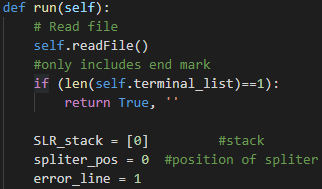 def run(self):
    # Read file
    self.readFile()
    #only includes end mark
    if (len(self.terminal_list)==1):
        return True, ''
    SLR_stack = [0]          #stack
    spliter_pos = 0  #position of spliter
    error_line = 1